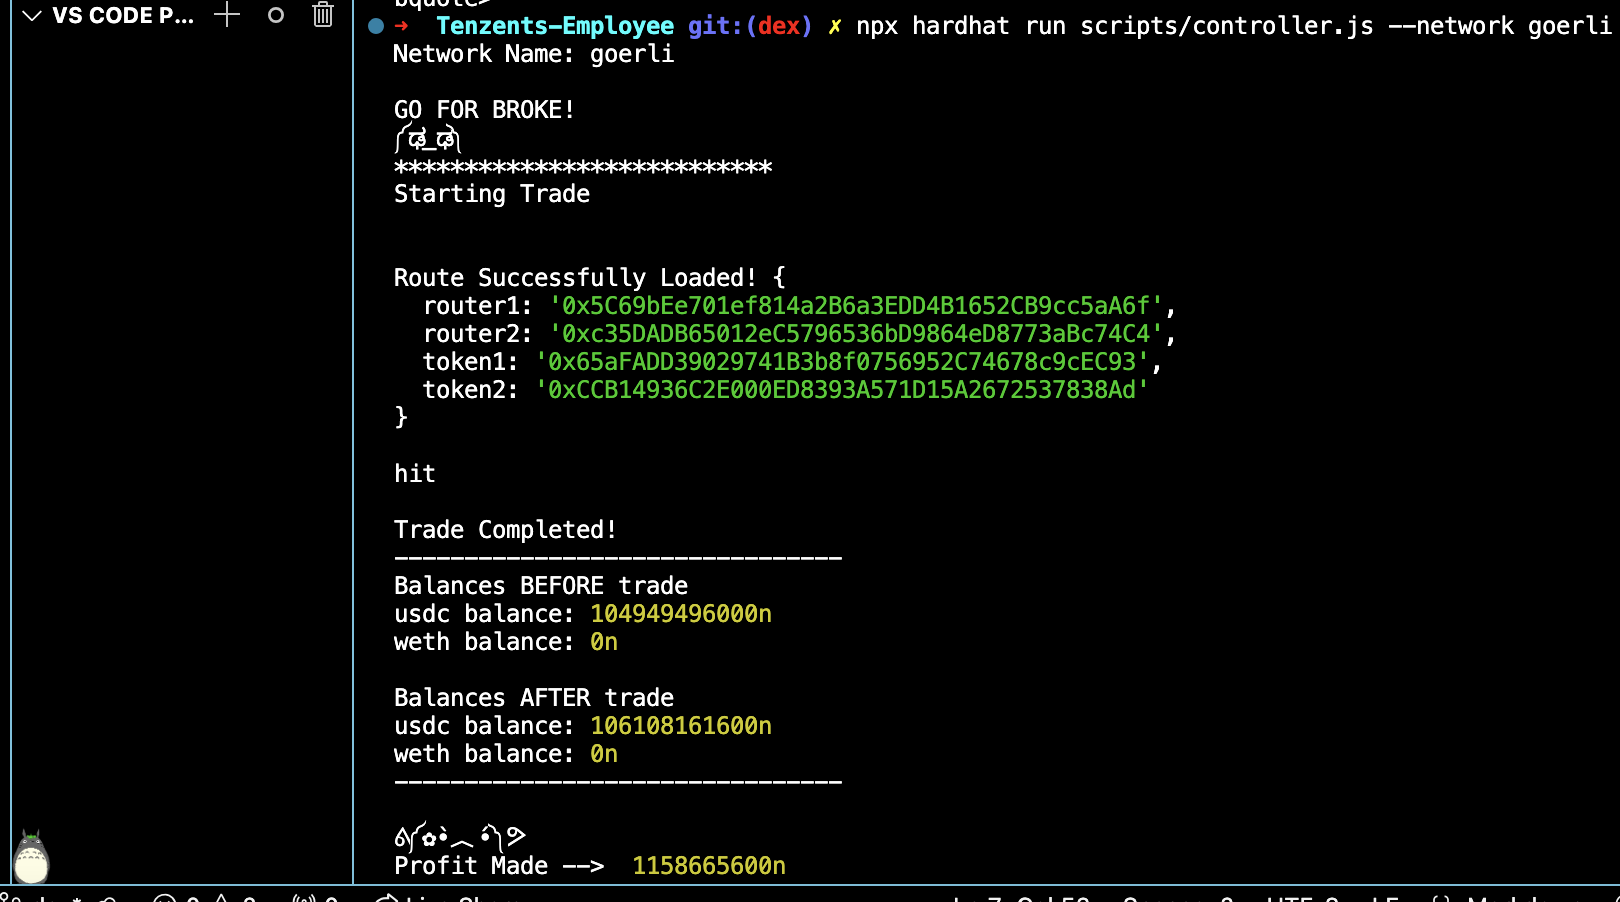 VS CODE P...
➜ Tenzents-Employee git:(dex) ✗ npx hardhat run scripts/controller.js --network goerli
Network Name: goerli
GO FOR BROKE!
***************************
Starting Trade
Route Successfully Loaded! {
router1: '0x5C69bEe701ef814a2B6a3EDD4B1652CB9cc5aA6f',
router2: '0xc35DADB65012eC5796536bD9864eD8773aBc74C4',
token1: '0x65aFADD39029741B3b8f0756952C74678c9cEC93',
token2: '0xCCB14936C2E000ED8393A571D15A2672537838Ad'
}
hit
Trade Completed!
--------------------------------
Balances BEFORE trade
usdc balance: 104949496000n
weth balance: 0n
Balances AFTER trade
usdc balance: 106108161600n
weth balance: 0n
--------------------------------
Profit Made --> 1158665600n